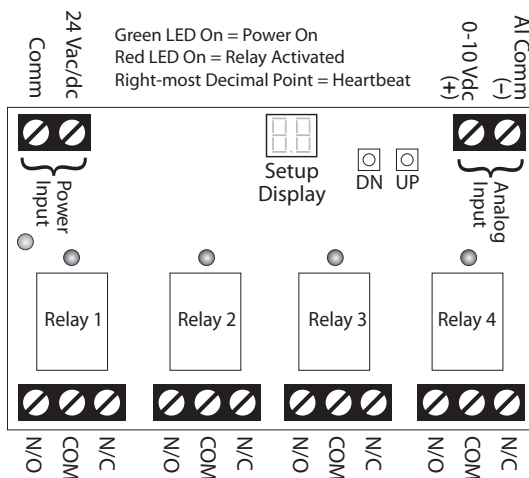 Comm
24 Vac/dc
Green LED On = Power On
Red LED On = Relay Activated
Right-most Decimal Point = Heartbeat
0-10 Vdc
(+)
AI Comm
(−)
Power
Input
Setup
Display
DN
UP
Analog
Input
Relay 1
Relay 2
Relay 3
Relay 4
N/O
COM
N/C
N/O
COM
N/C
N/O
COM
N/C
N/O
COM
N/C